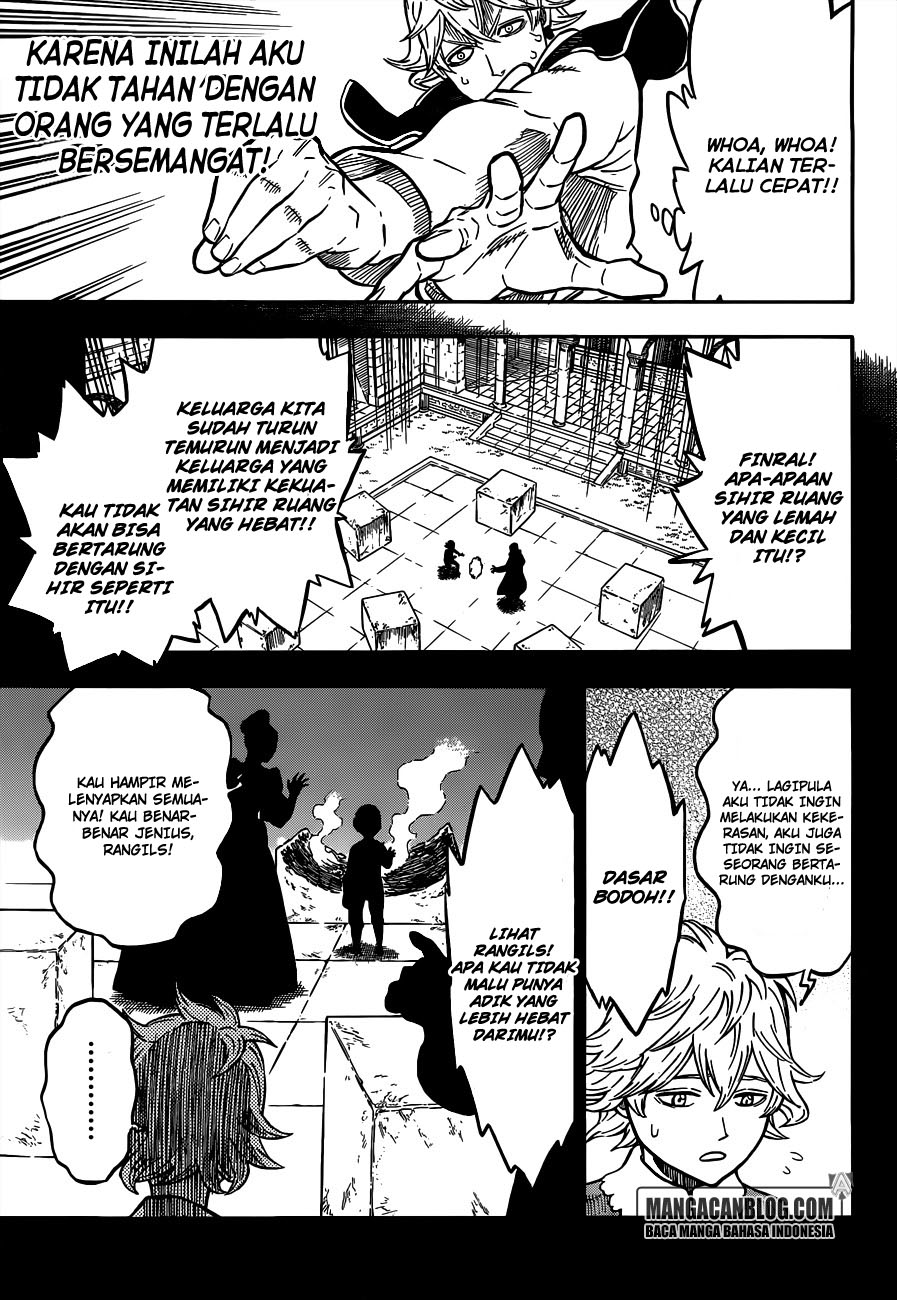 WHOA, WHOA!
KALIAN TER-
LALU CEPAT!!
KARENA INILAH AKU
TIDAK TAHAN DENGAN
ORANG YANG TERLALU
BERSEMANGAT!
FINRAL!
APA-APAAN
SIHIR RUANG
YANG LEMAH
DAN KECIL
ITU!?
KELUARGA KITA
SUDAH TURUN
TEMURUN MENJADI
KELUARGA YANG
MEMILIKI KEKUA-
TAN SIHIR RUANG
YANG HEBAT!!
KAU TIDAK
AKAN BISA
BERTARUNG
DENGAN SI-
HIR SEPERTI
ITU!!
YA... LAGIPULA
AKU TIDAK INGIN
MELAKUKAN KEKE-
RASAN, AKU JUGA
TIDAK INGIN SE-
SEORANG BERTA-
RUNG DENGANKU...
DASAR
BODOH!!
LIHAT
RANGILS!
APA KAU TIDAK
MALU PUNYA
ADIK YANG
LEBIH HEBAT
DARIMU!?
KAU HAMPIR ME-
LENYAPKAN SEMUA-
NYA! KAU BENAR-
BENAR JENIUS,
RANGILS!
.........
MANGACANBLOG.COM
BACA MANGA BAHASA INDONESIA